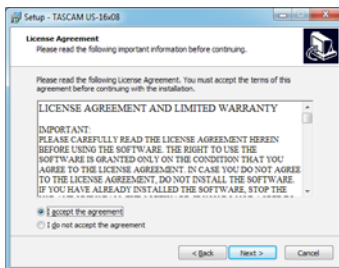 Setup - TASCAM US-16x08
License Agreement
Please read the following important information before continuing.
Please read the following License Agreement. You must accept the terms of this
agreement before continuing with the installation.
LICENSE AGREEMENT AND LIMITED WARRANTY
IMPORTANT:
PLEASE CAREFULLY READ THE LICENSE AGREEMENT HEREIN
BEFORE USING THE SOFTWARE. THE RIGHT TO USE THE
SOFTWARE IS GRANTED ONLY ON THE CONDITION THAT YOU
AGREE TO THE LICENSE AGREEMENT. IN CASE YOU DO NOT AGREE
TO THE LICENSE AGREEMENT, DO NOT INSTALL THE SOFTWARE.
IF YOU HAVE ALREADY INSTALLED THE SOFTWARE, STOP THE
I accept the agreement
I do not accept the agreement
< Back Next > Cancel